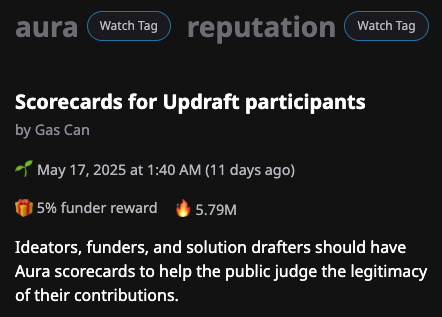 aura Watch Tag reputation Watch Tag
Scorecards for Updraft participants
by Gas Can
May 17, 2025 at 1:40 AM (11 days ago)
5% funder reward 5.79M
Ideators, funders, and solution drafters should have
Aura scorecards to help the public judge the legitimacy
of their contributions.